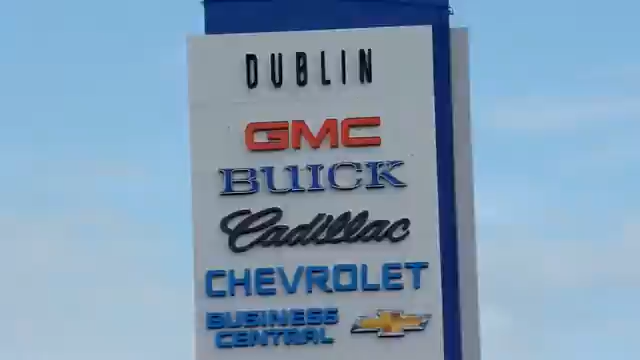 DUBLIN
GMC
BUICK
Cadillac
CHEVROLET
BUSINESS
CENTRAL